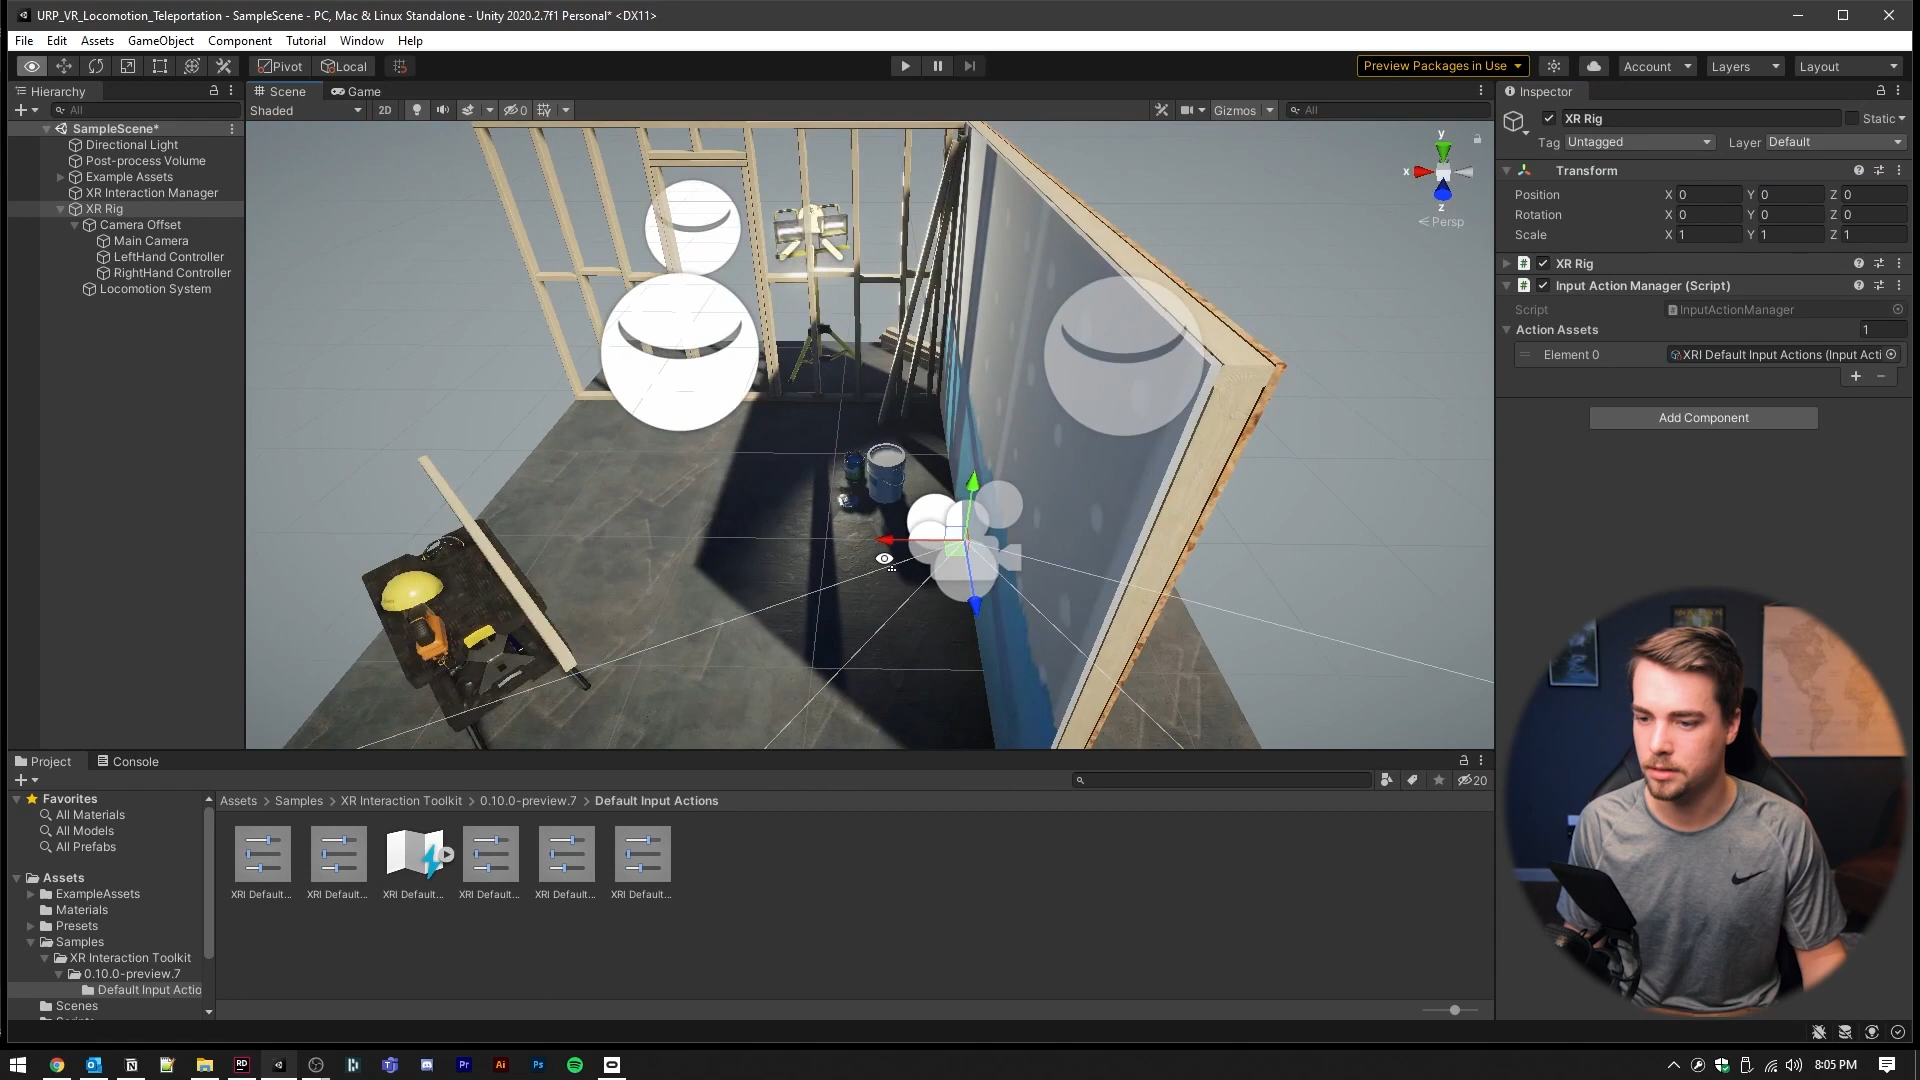 URP_VR_Locomotion_Teleportation - SampleScene - PC, Mac & Linux Standalone - Unity 2020.2.7f1 Personal* <DX11>
File Edit Assets GameObject Component Tutorial Window Help
Pivot Local Preview Packages in Use Account Layers Layout
Hierarchy
All
SampleScene*
Directional Light
Post-process Volume
Example Assets
XR Interaction Manager
XR Rig
Camera Offset
Main Camera
LeftHand Controller
RightHand Controller
Locomotion System
Scene Game
Shaded 2D 0 Gizmos All
y
x
z
Persp
Inspector
XR Rig Static
Tag Untagged Layer Default
Transform
Position X 0 Y 0 Z 0
Rotation X 0 Y 0 Z 0
Scale X 1 Y 1 Z 1
XR Rig
Input Action Manager (Script)
Script InputActionManager
Action Assets 1
Element 0 XRI Default Input Actions (Input Acti
Add Component
Project Console
20
Favorites
All Materials
All Models
All Prefabs
Assets
ExampleAssets
Materials
Presets
Samples
XR Interaction Toolkit
0.10.0-preview.7
Default Input Actio
Scenes
Assets > Samples > XR Interaction Toolkit > 0.10.0-preview.7 > Default Input Actions
XRI Default... XRI Default... XRI Default... XRI Default... XRI Default... XRI Default...
RD Pr Ai Ps 8:05 PM